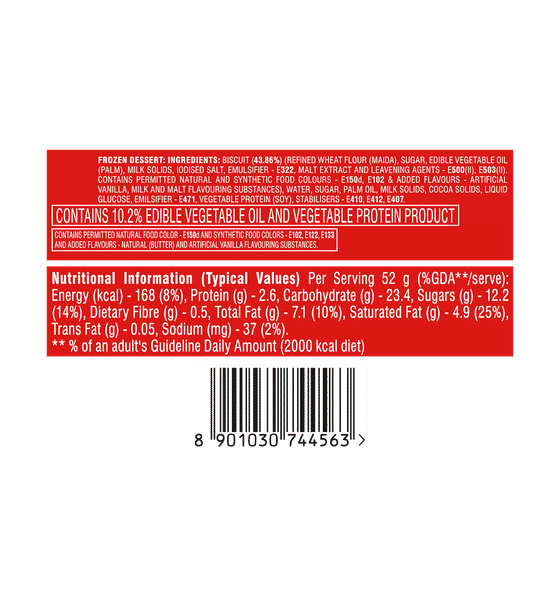 FROZEN DESSERT: INGREDIENTS: BISCUIT (43.86%) (REFINED WHEAT FLOUR (MAIDA), SUGAR, EDIBLE VEGETABLE OIL
(PALM), MILK SOLIDS, IODISED SALT, EMULSIFIER - E322, MALT EXTRACT AND LEAVENING AGENTS - E500(II), E503(II).
CONTAINS PERMITTED NATURAL AND SYNTHETIC FOOD COLOURS - E150d, E102 & ADDED FLAVOURS - ARTIFICIAL
VANILLA, MILK AND MALT FLAVOURING SUBSTANCES), WATER, SUGAR, PALM OIL, MILK SOLIDS, COCOA SOLIDS, LIQUID
GLUCOSE, EMILSIFIER - E471, VEGETABLE PROTEIN (SOY), STABILISERS - E410, E412, E407.
CONTAINS 10.2% EDIBLE VEGETABLE OIL AND VEGETABLE PROTEIN PRODUCT
CONTAINS PERMITTED NATURAL FOOD COLOR - E150d AND SYNTHETIC FOOD COLORS - E102, E122, E133
AND ADDED FLAVOURS - NATURAL (BUTTER) AND ARTIFICIAL VANILLA FLAVOURING SUBSTANCES.
Nutritional Information (Typical Values) Per Serving 52 g (%GDA**/serve):
Energy (kcal) - 168 (8%), Protein (g) - 2.6, Carbohydrate (g) - 23.4, Sugars (g) - 12.2
(14%), Dietary Fibre (g) - 0.5, Total Fat (g) - 7.1 (10%), Saturated Fat (g) - 4.9 (25%),
Trans Fat (g) - 0.05, Sodium (mg) - 37 (2%).
** % of an adult's Guideline Daily Amount (2000 kcal diet)
8 901030 744563 >